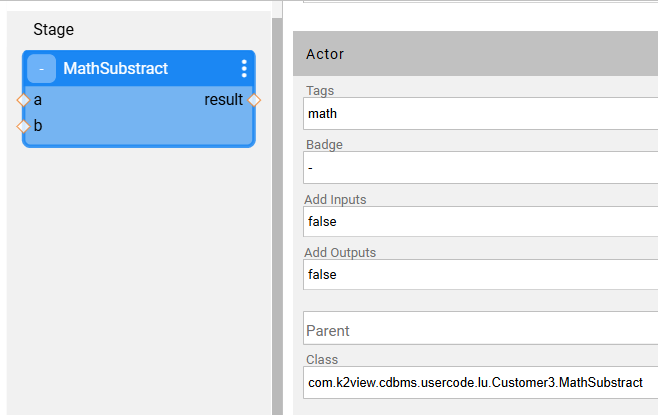 Stage
- MathSubstract
a result
b
Actor
Tags
math
Badge
-
Add Inputs
false
Add Outputs
false
Parent
Class
com.k2view.cdbms.usercode.lu.Customer3.MathSubstract